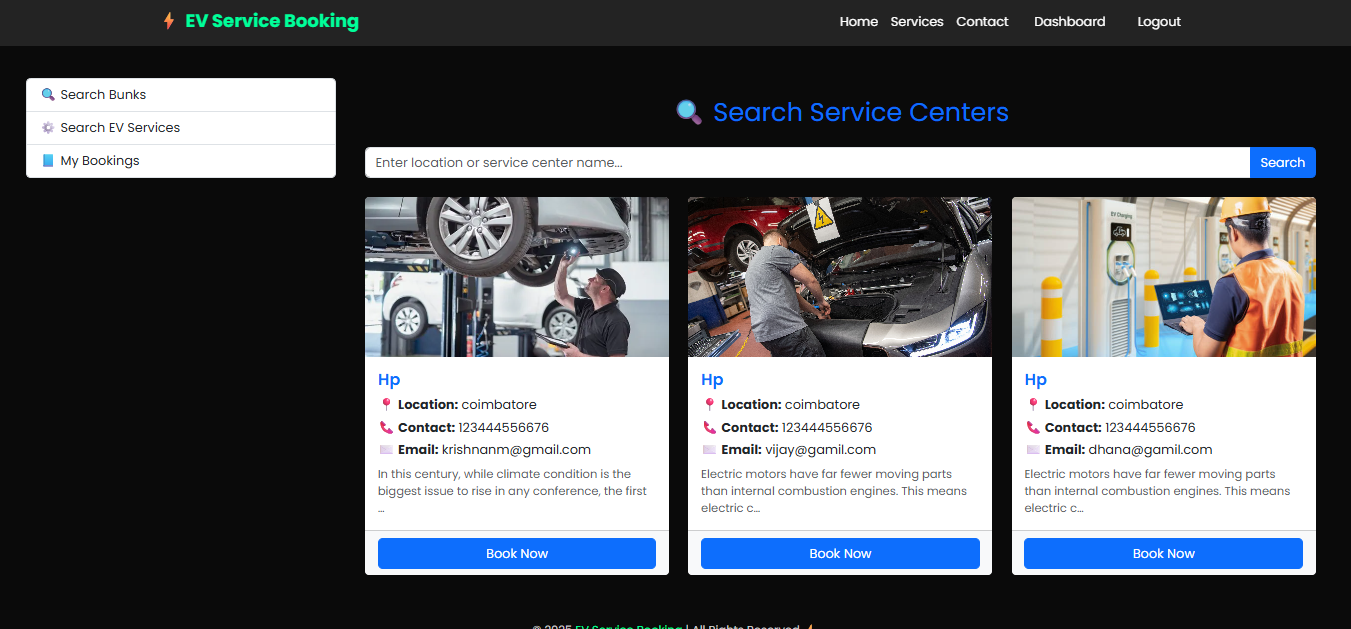 EV Service Booking
Home Services Contact Dashboard Logout
Search Bunks
Search EV Services
My Bookings
Search Service Centers
Enter location or service center name...
Search
EV Charging
Hp
Location: coimbatore
Contact: 123444556676
Email: krishnanm@gmail.com
In this century, while climate condition is the
biggest issue to rise in any conference, the first
...
Book Now
Hp
Location: coimbatore
Contact: 123444556676
Email: vijay@gamil.com
Electric motors have far fewer moving parts
than internal combustion engines. This means
electric c...
Book Now
Hp
Location: coimbatore
Contact: 123444556676
Email: dhana@gamil.com
Electric motors have far fewer moving parts
than internal combustion engines. This means
electric c...
Book Now
© 2025 EV Service Booking | All Rights Reserved